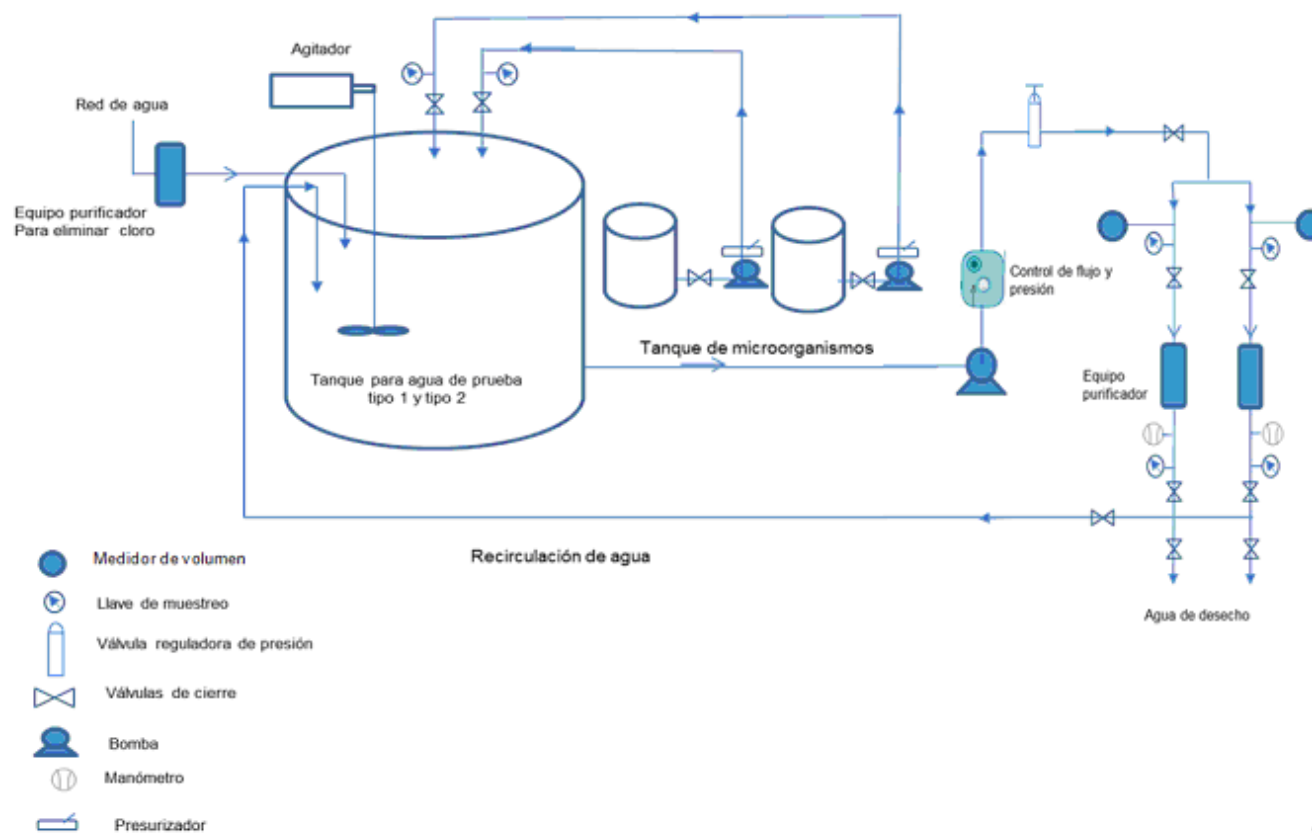 Agitador
Red de agua
Equipo purificador
Para eliminar cloro
Control de flujo y
presión
Tanque de microorganismos
Tanque para agua de prueba
tipo 1 y tipo 2
Equipo
purificador
Recirculación de agua
Agua de desecho
Medidor de volumen
Llave de muestreo
Válvula reguladora de presión
Válvulas de cierre
Bomba
Manómetro
Presurizador